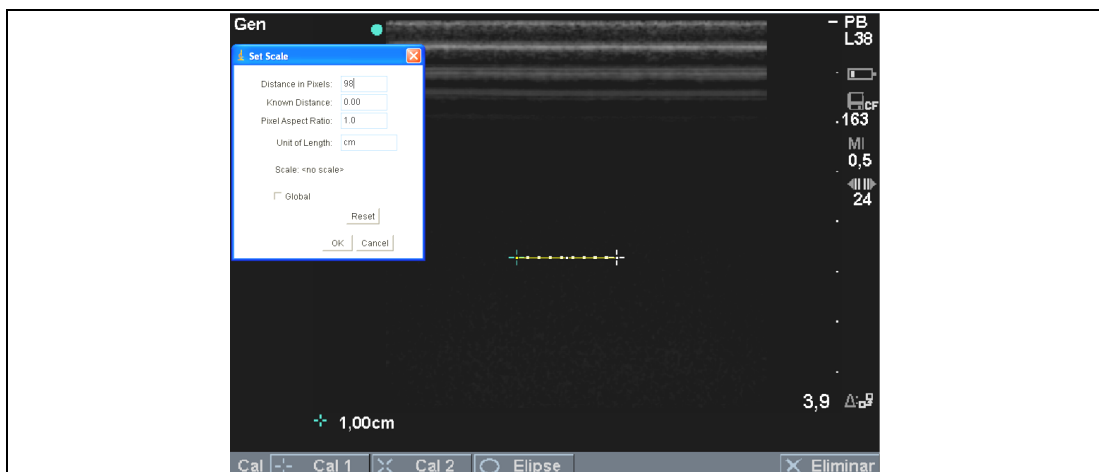 Gen
PB
L38
Set Scale
Distance in Pixels: 98
Known Distance: 0.00
Pixel Aspect Ratio: 1.0
Unit of Length: cm
Scale: <no scale>
Global
Reset
OK Cancel
CF
163
MI
0,5
24
3,9
1,00cm
Cal Cal 1 Cal 2 Elipse Eliminar